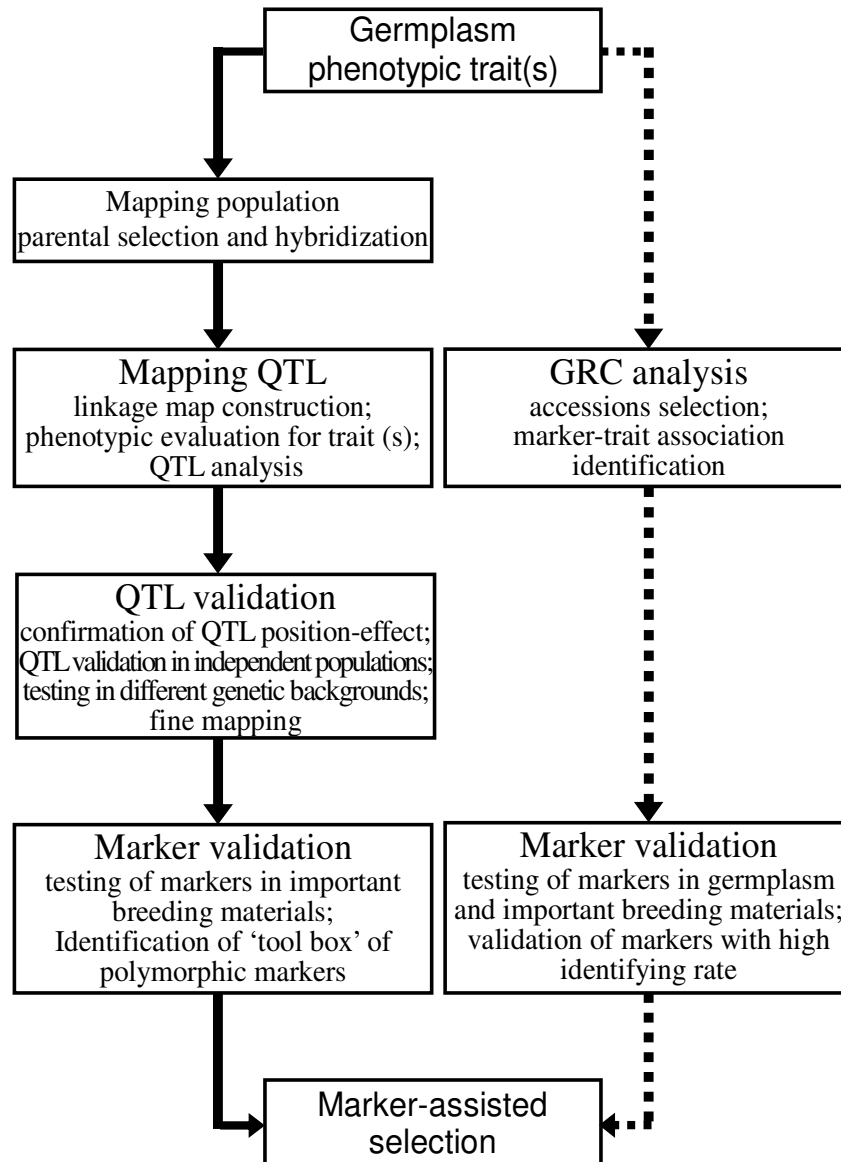 Germplasm
phenotypic trait(s)
Mapping population
parental selection and hybridization
Mapping QTL
linkage map construction;
phenotypic evaluation for trait (s);
QTL analysis
GRC analysis
accessions selection;
marker-trait association
identification
QTL validation
confirmation of QTL position-effect;
QTL validation in independent populations;
testing in different genetic backgrounds;
fine mapping
Marker validation
testing of markers in important
breeding materials;
Identification of ‘tool box’ of
polymorphic markers
Marker validation
testing of markers in germplasm
and important breeding materials;
validation of markers with high
identifying rate
Marker-assisted
selection